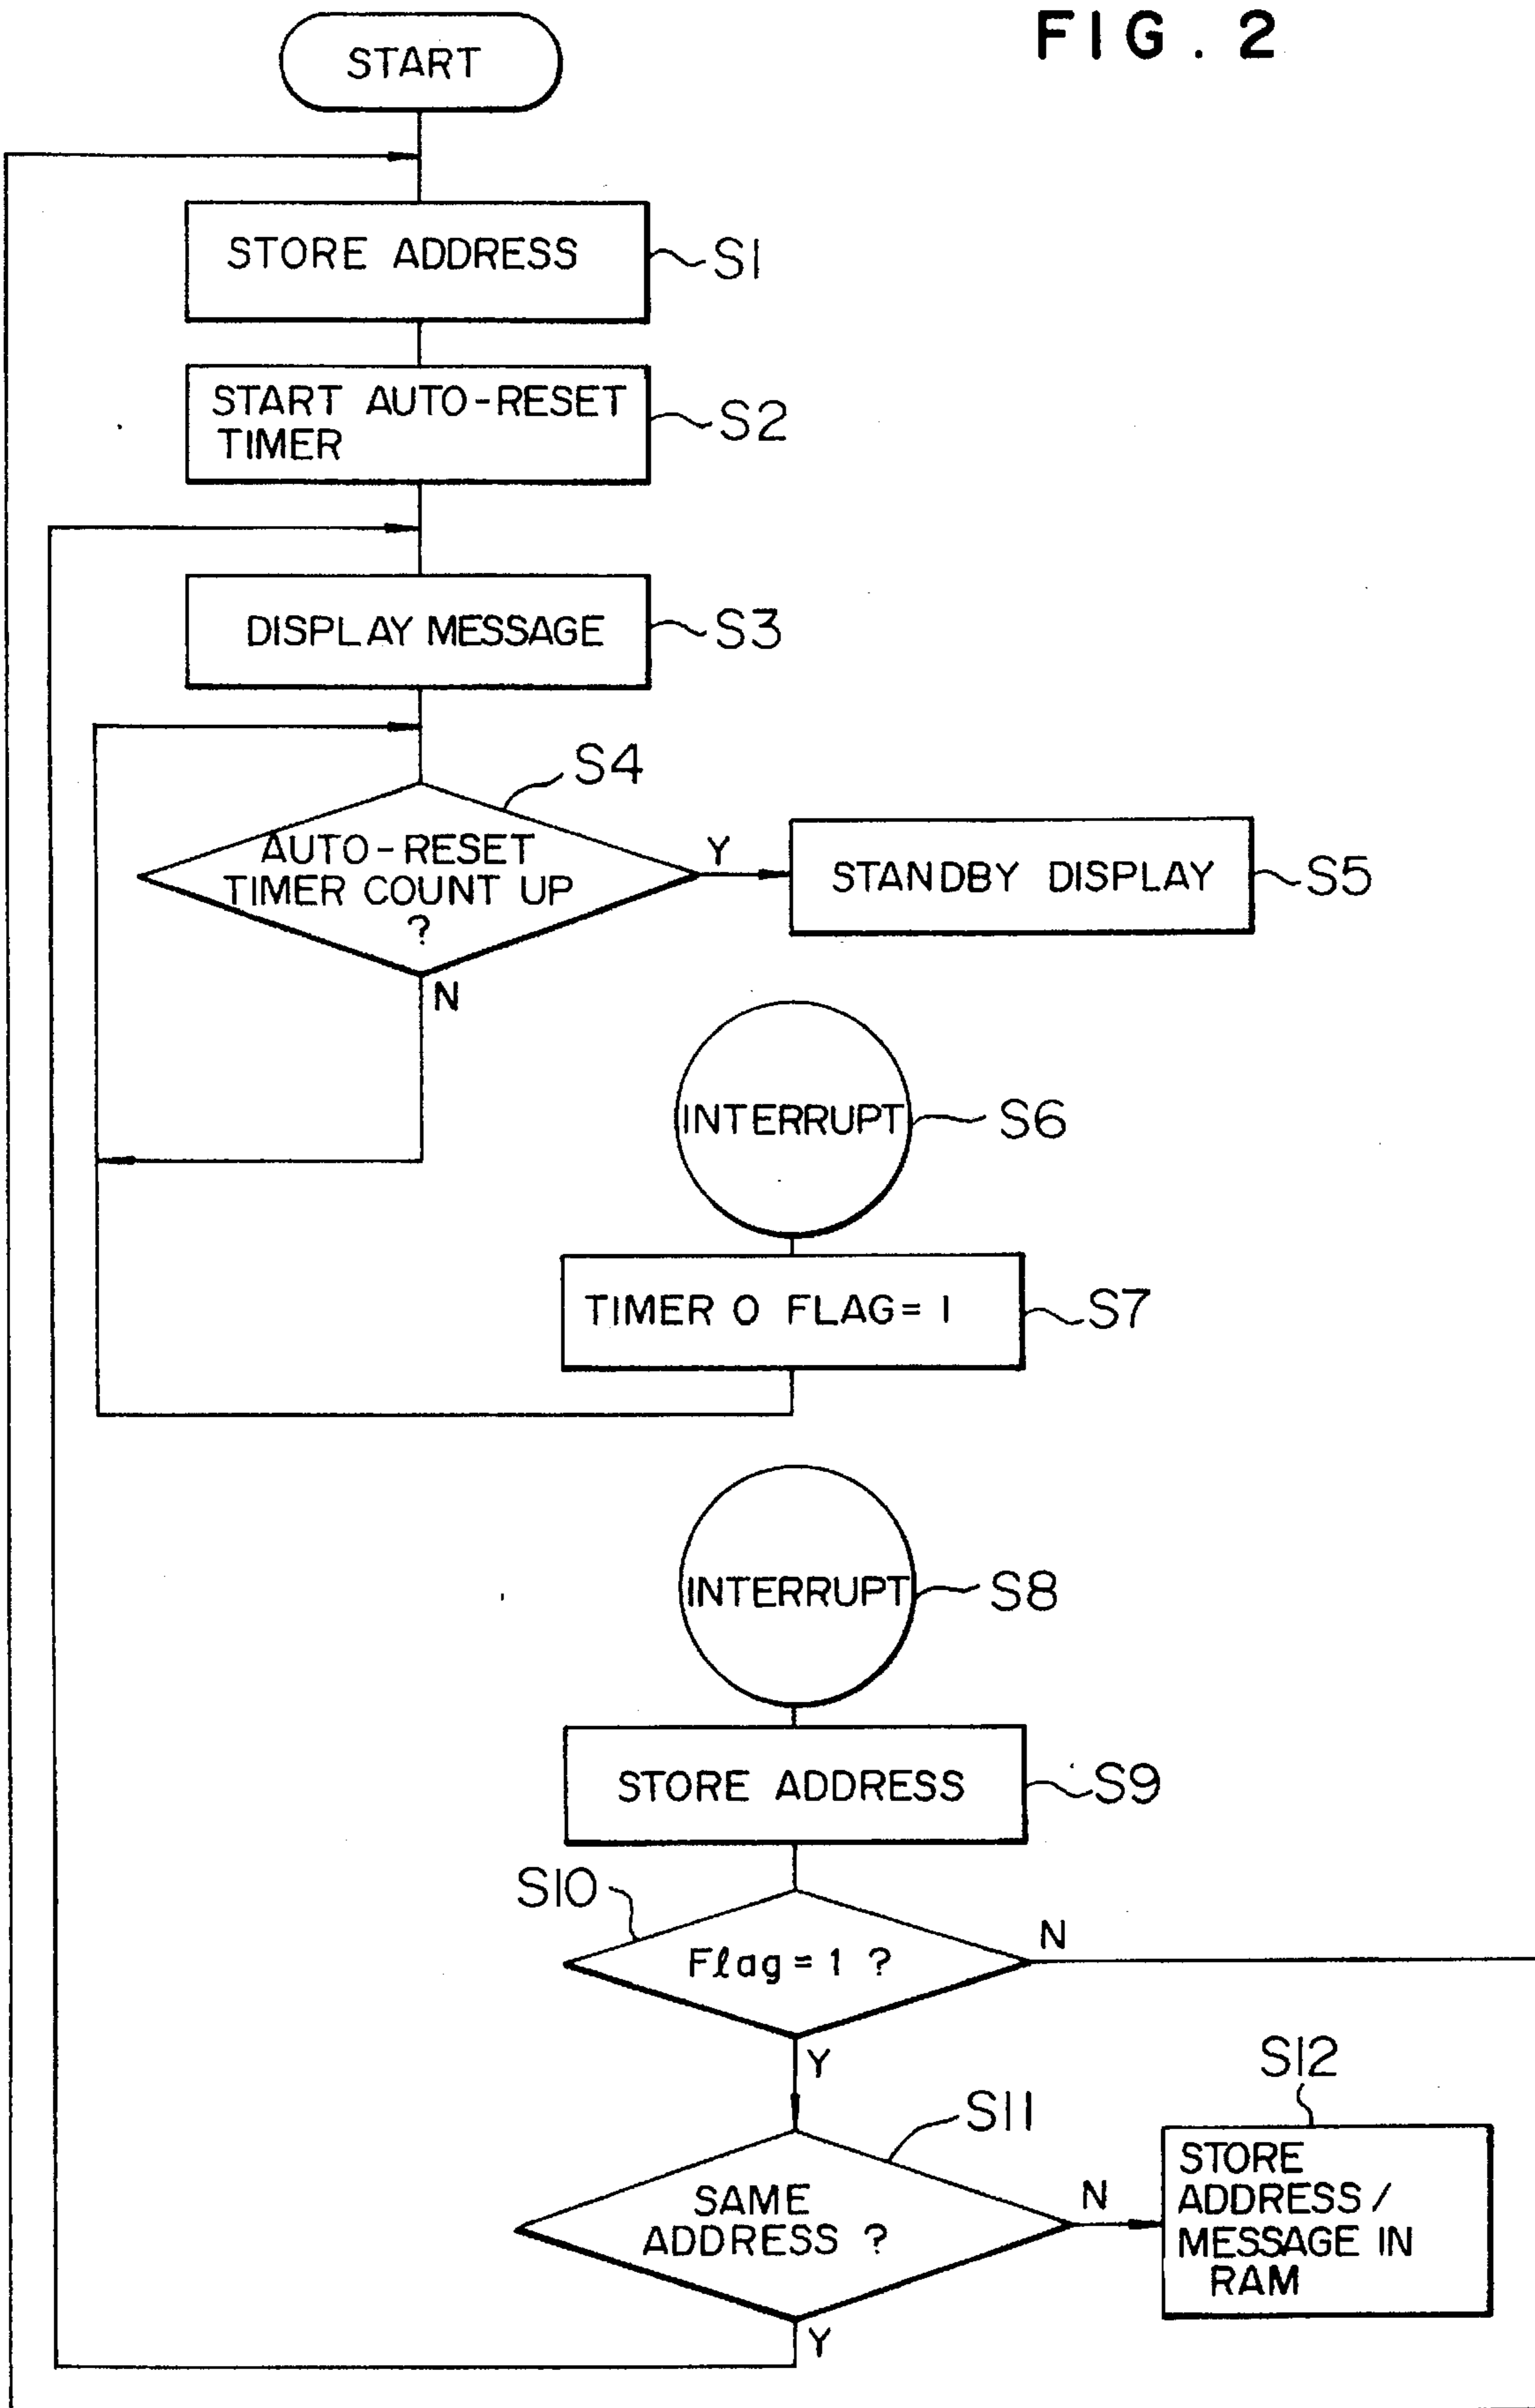 FIG. 2
START
STORE ADDRESS
S1
START AUTO-RESET
TIMER
S2
DISPLAY MESSAGE
S3
S4
AUTO-RESET
TIMER COUNT UP
?
Y
STANDBY DISPLAY
S5
N
INTERRUPT
S6
TIMER 0 FLAG = 1
S7
INTERRUPT
S8
STORE ADDRESS
S9
S10
Flag = 1 ?
N
Y
S11
SAME
ADDRESS ?
N
S12
STORE
ADDRESS /
MESSAGE IN
RAM
Y